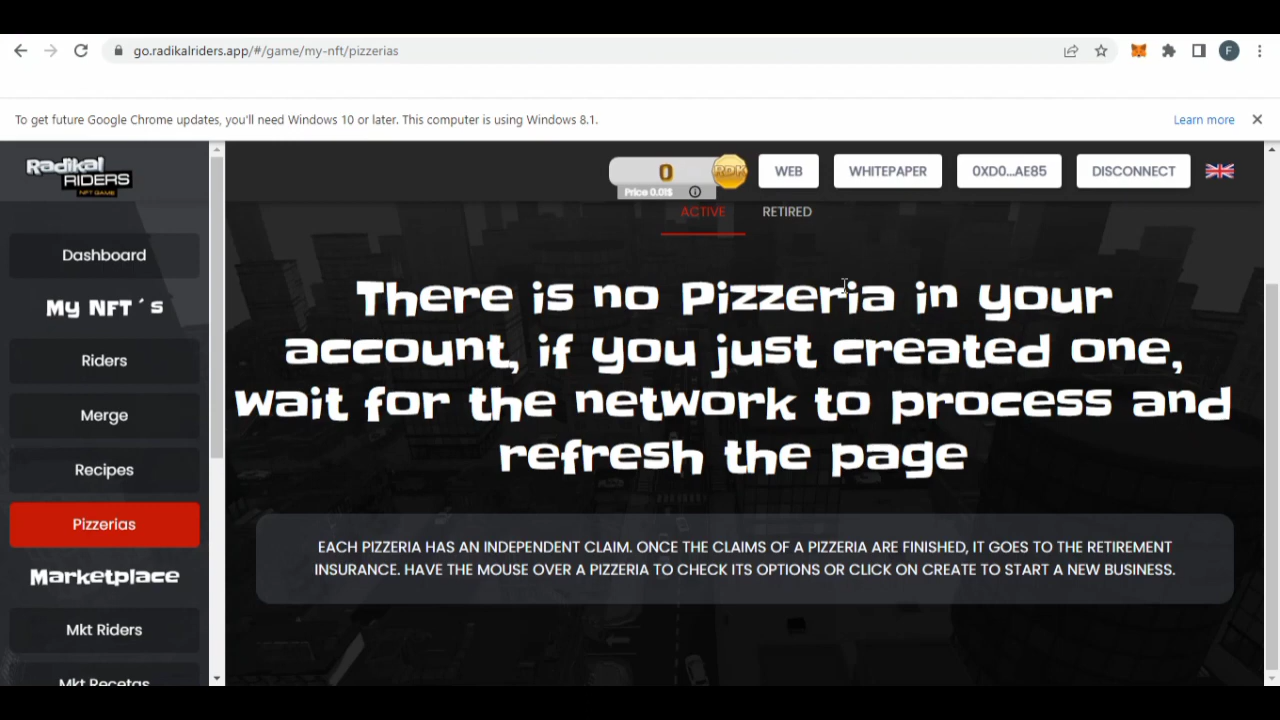 go.radikalriders.app/#/game/my-nft/pizzerias
F
To get future Google Chrome updates, you'll need Windows 10 or later. This computer is using Windows 8.1.
Learn more
Radikal
RIDERS
NFT GAME
0
RDK
Price 0.01$
WEB
WHITEPAPER
0XD0...AE85
DISCONNECT
ACTIVE
RETIRED
Dashboard
My NFT´s
Riders
Merge
Recipes
Pizzerias
Marketplace
Mkt Riders
Mkt Recetas
There is no Pizzeria in your
account, if you just created one,
wait for the network to process and
refresh the page
EACH PIZZERIA HAS AN INDEPENDENT CLAIM. ONCE THE CLAIMS OF A PIZZERIA ARE FINISHED, IT GOES TO THE RETIREMENT
INSURANCE. HAVE THE MOUSE OVER A PIZZERIA TO CHECK ITS OPTIONS OR CLICK ON CREATE TO START A NEW BUSINESS.